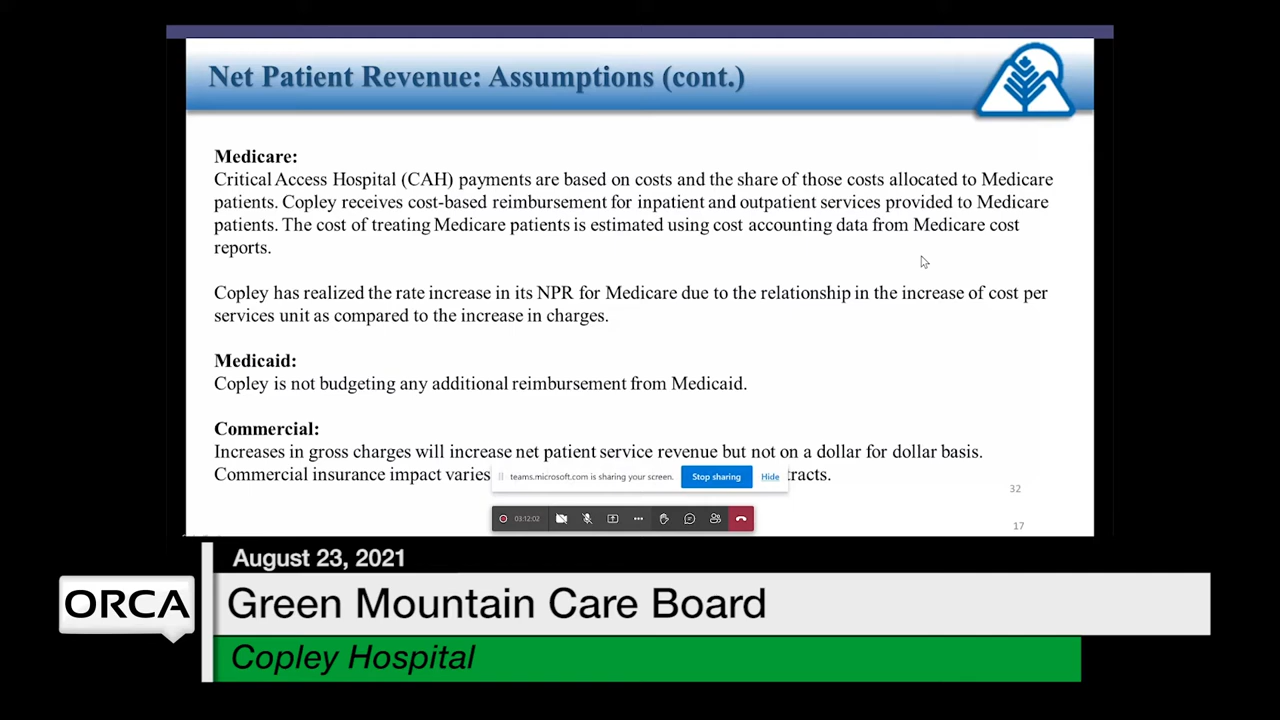 Net Patient Revenue: Assumptions (cont.)
Medicare:
Critical Access Hospital (CAH) payments are based on costs and the share of those costs allocated to Medicare
patients. Copley receives cost-based reimbursement for inpatient and outpatient services provided to Medicare
patients. The cost of treating Medicare patients is estimated using cost accounting data from Medicare cost
reports.
Copley has realized the rate increase in its NPR for Medicare due to the relationship in the increase of cost per
services unit as compared to the increase in charges.
Medicaid:
Copley is not budgeting any additional reimbursement from Medicaid.
Commercial:
Increases in gross charges will increase net patient service revenue but not on a dollar for dollar basis.
Commercial insurance impact varies tracts.
teams.microsoft.com is sharing your screen. Stop sharing Hide
32
03:12:02
17
August 23, 2021
ORCA
Green Mountain Care Board
Copley Hospital